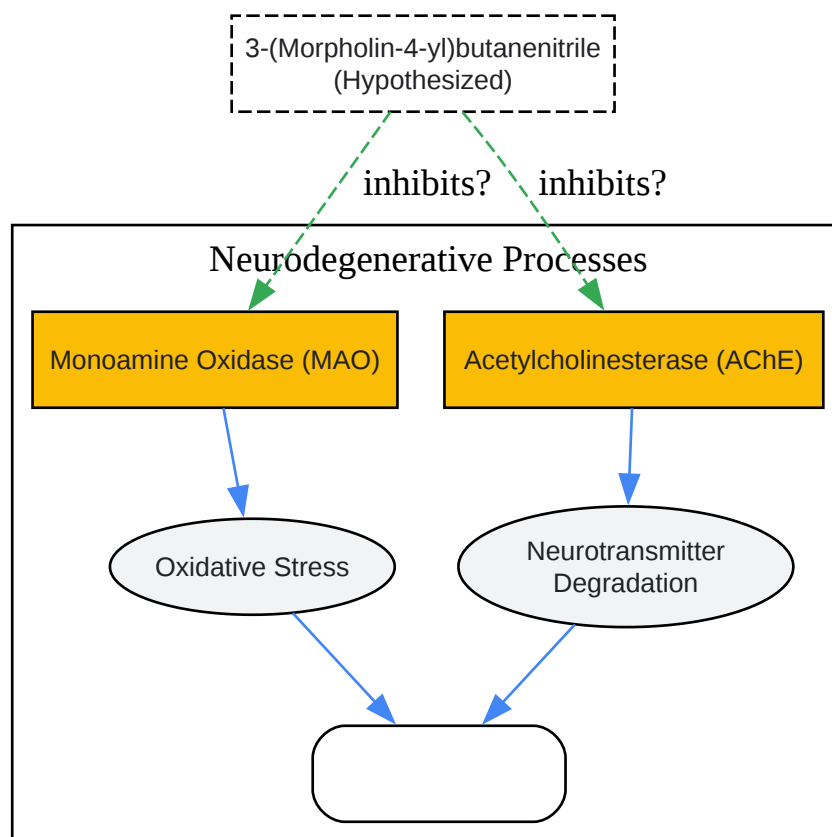 3-(Morpholin-4-yl)butanenitrile
(Hypothesized)
inhibits?
inhibits?
Neurodegenerative Processes
Monoamine Oxidase (MAO)
Acetylcholinesterase (AChE)
Oxidative Stress
Neurotransmitter
Degradation